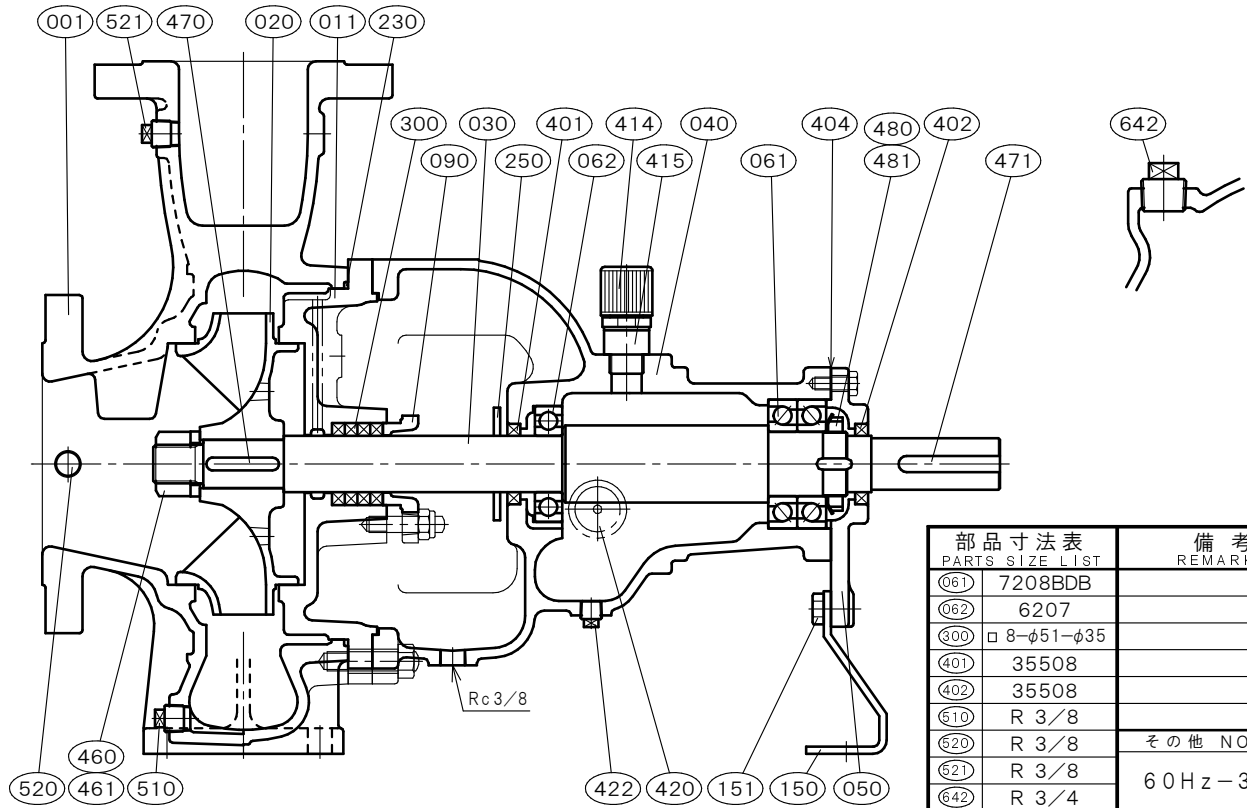 001 521 470 020 011 230
300 030 401 414 040 404 480 402 642
090 250 062 415 061 481 471
Rc3/8
460
520 461 510 422 420 151 150 050
部品寸法表 備考
PARTS SIZE LIST
061 7208BDB
062 6207
300 □ 8-φ51-φ35
401 35508
402 35508
510 R 3/8
520 R 3/8
521 R 3/8
642 R 3/4
その他 NO
60Hz-3